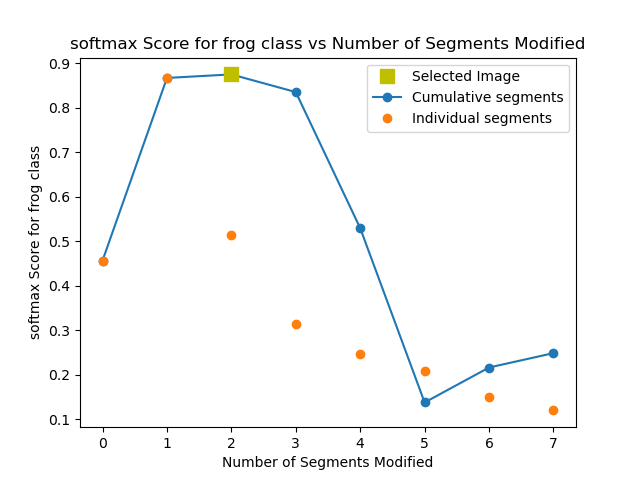 softmax Score for frog class vs Number of Segments Modified
Selected Image
Cumulative segments
Individual segments
softmax Score for frog class
0.9
0.8
0.7
0.6
0.5
0.4
0.3
0.2
0.1
0 1 2 3 4 5 6 7
Number of Segments Modified